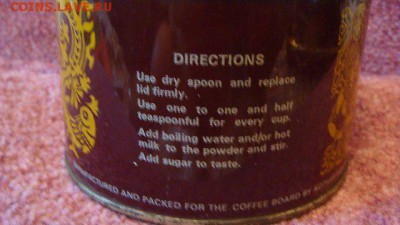 COINS.LAVE.RU
DIRECTIONS
Use dry spoon and replace
lid firmly.
Use one to one and half
teaspoonful for every cup.
Add boiling water and/or hot
milk to the powder and stir.
Add sugar to taste.
FACTURED AND PACKED FOR THE COFFEE BOARD BY